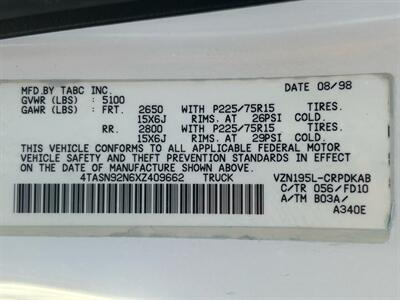 MFD.BY TABC INC. DATE 08/98
GVWR (LBS) : 5100
GAWR (LBS) : FRT. 2650 WITH P225/75R15 TIRES.
15X6J RIMS. AT 26PSI COLD.
RR. 2800 WITH P225/75R15 TIRES.
15X6J RIMS. AT 29PSI COLD.
THIS VEHICLE CONFORMS TO ALL APPLICABLE FEDERAL MOTOR
VEHICLE SAFETY AND THEFT PREVENTION STANDARDS IN EFFECT ON
DATE OF MANUFACTURE SHOWN ABOVE.
4TASN92N6XZ409662 TRUCK VZN195L-CRPDKAB
C/TR 056/FD10
A/TM B03A/
A340E